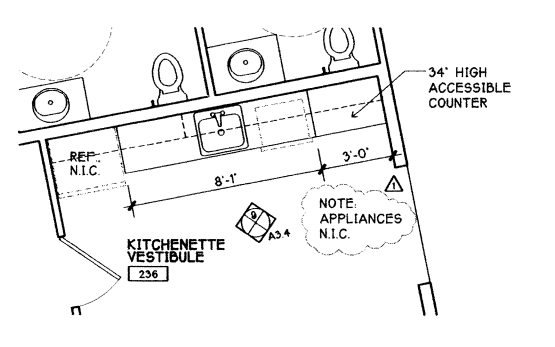 34" HIGH
ACCESSIBLE
COUNTER
REF.
N.I.C.
8'-1"
3'-0"
1
NOTE:
APPLIANCES
N.I.C.
9
A3.4
KITCHENETTE
VESTIBULE
236